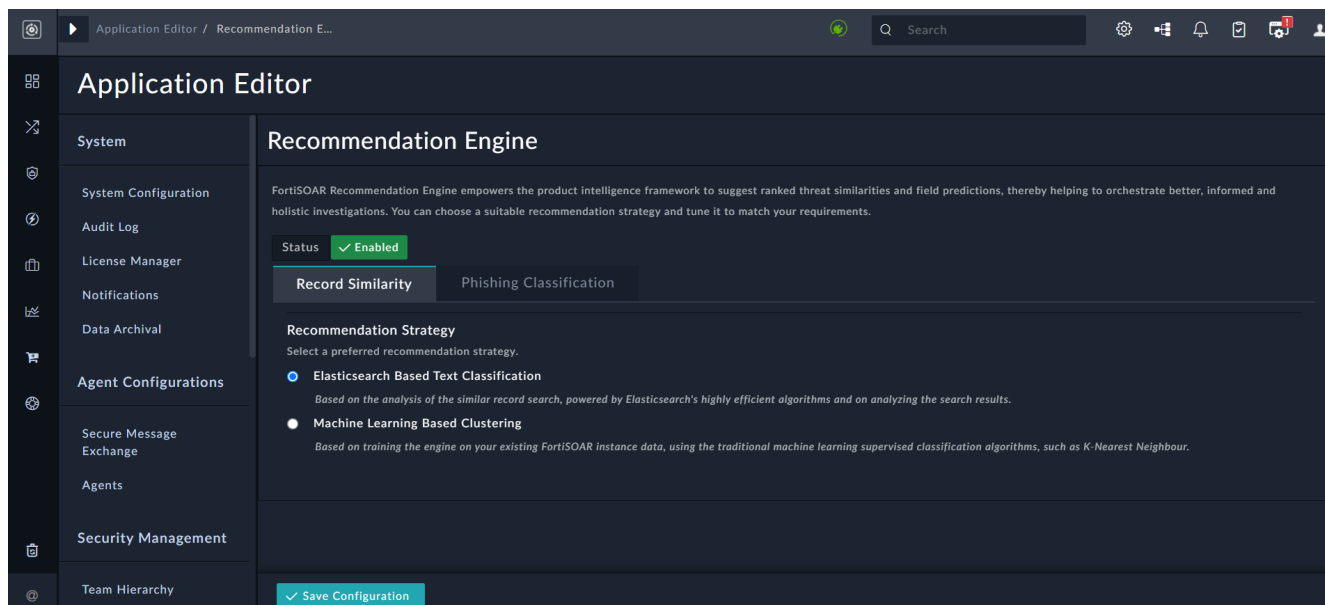 Application Editor / Recommendation E...
Search
Application Editor
System
System Configuration
Audit Log
License Manager
Notifications
Data Archival
Agent Configurations
Secure Message
Exchange
Agents
Security Management
Team Hierarchy
@
Recommendation Engine
FortiSOAR Recommendation Engine empowers the product intelligence framework to suggest ranked threat similarities and field predictions, thereby helping to orchestrate better, informed and
holistic investigations. You can choose a suitable recommendation strategy and tune it to match your requirements.
Status Enabled
Record Similarity Phishing Classification
Recommendation Strategy
Select a preferred recommendation strategy.
Elasticsearch Based Text Classification
Based on the analysis of the similar record search, powered by Elasticsearch's highly efficient algorithms and on analyzing the search results.
Machine Learning Based Clustering
Based on training the engine on your existing FortiSOAR instance data, using the traditional machine learning supervised classification algorithms, such as K-Nearest Neighbour.
Save Configuration